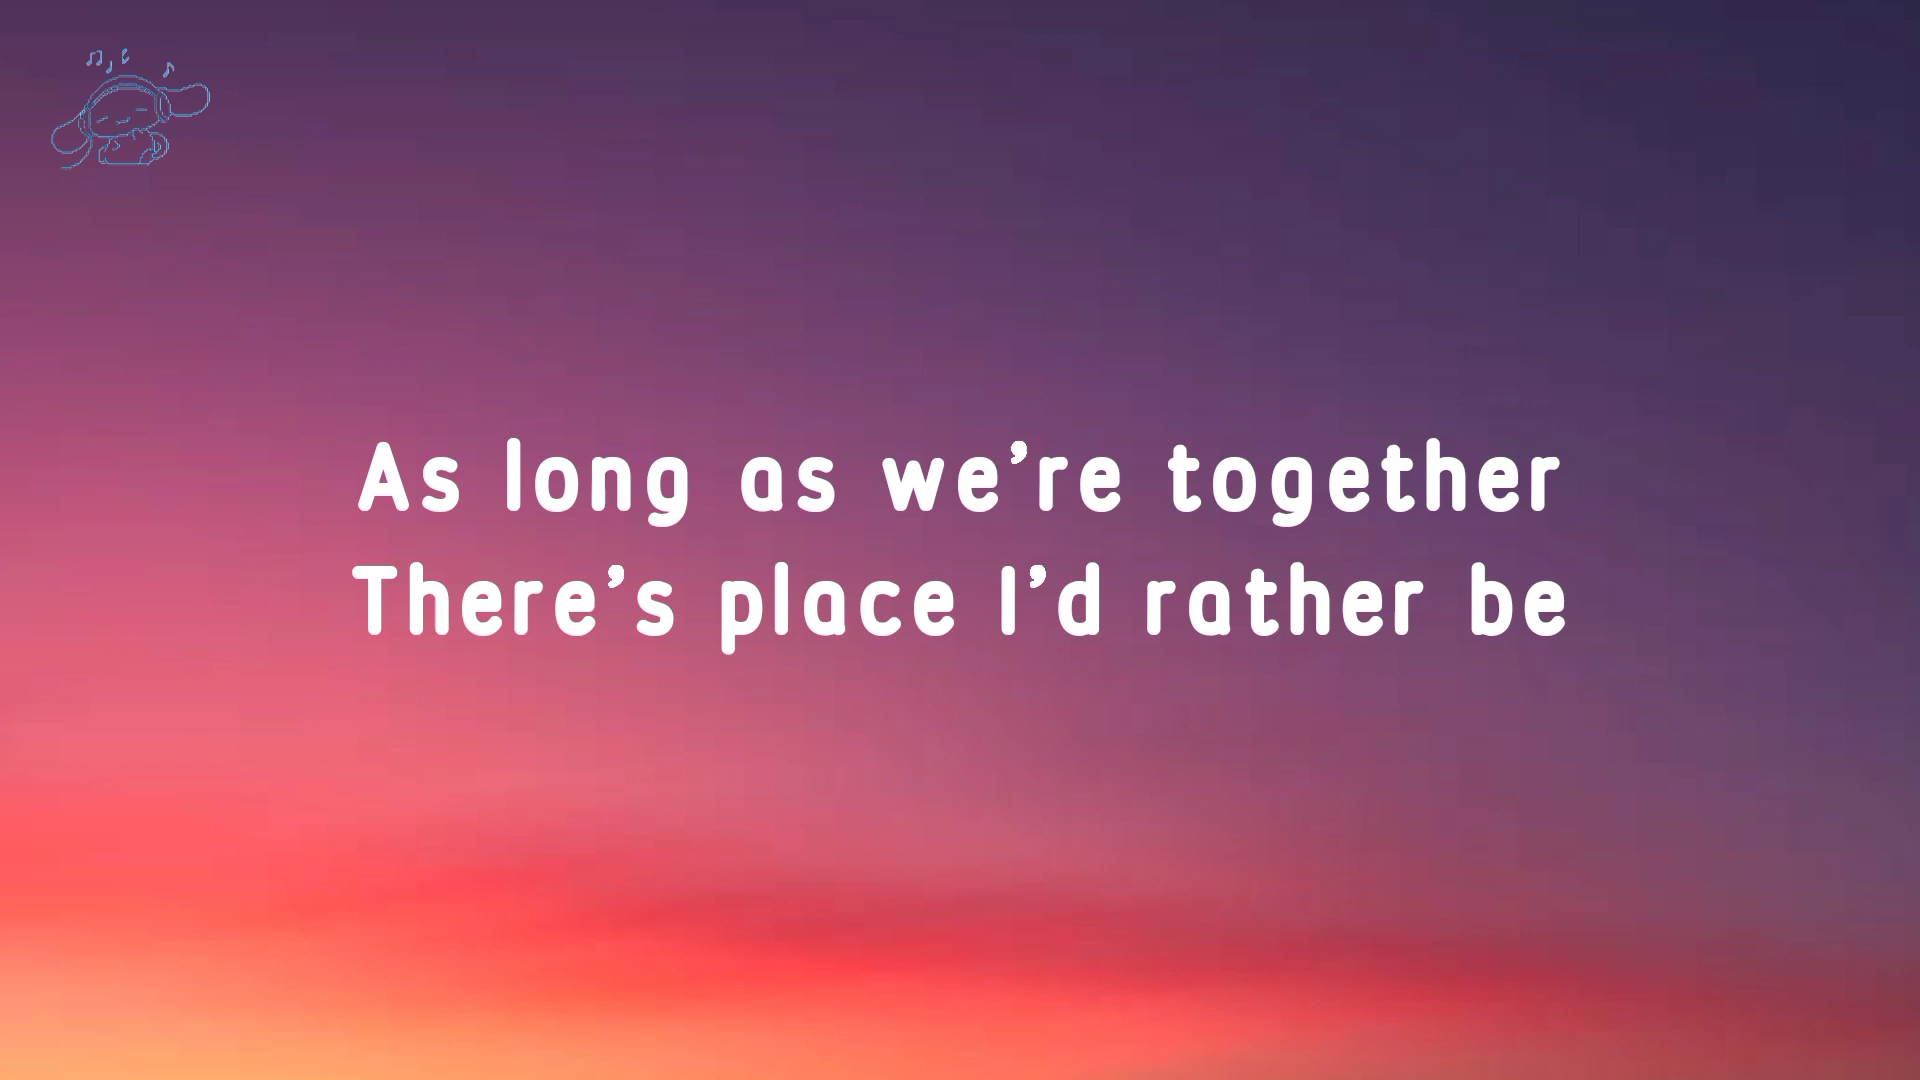 As long as we’re together
There’s place I’d rather be